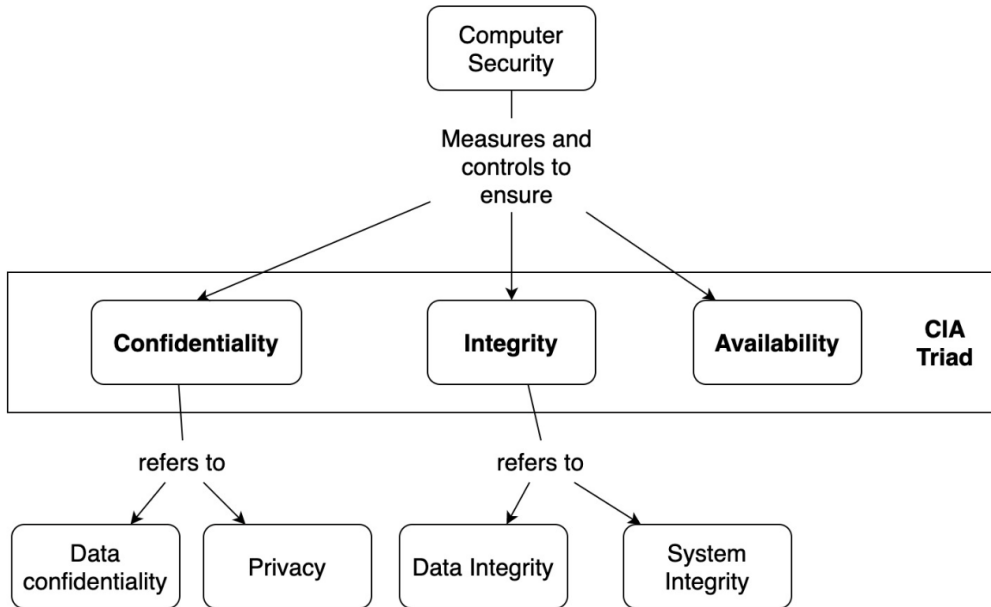 Computer
Security
Measures and
controls to
ensure
Confidentiality
Integrity
Availability
CIA
Triad
refers to
refers to
Data
confidentiality
Privacy
Data Integrity
System
Integrity